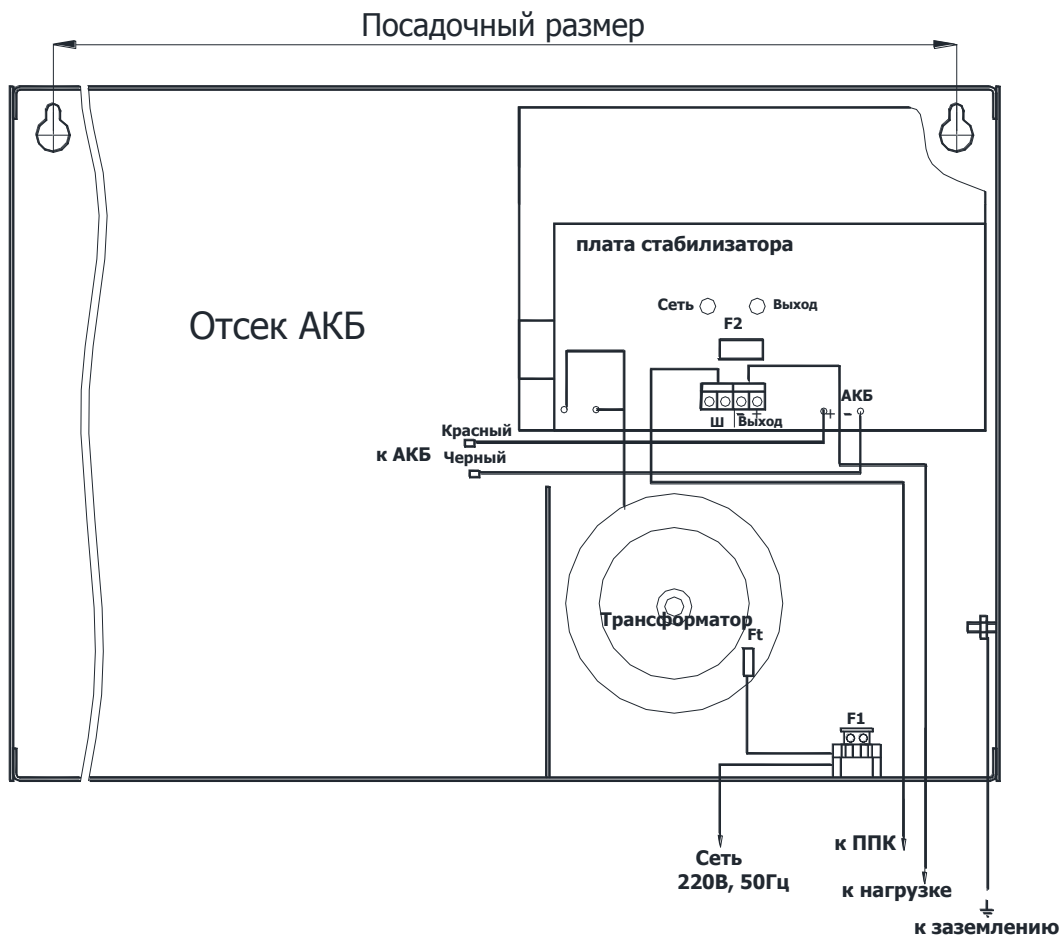 Посадочный размер
плата стабилизатора
Сеть
Выход
F2
Отсек АКБ
АКБ
- +
+ -
Ш
Выход
Красный
к АКБ
Черный
Трансформатор
Ft
F1
к ППК
Сеть
220В, 50Гц
к нагрузке
к заземлению